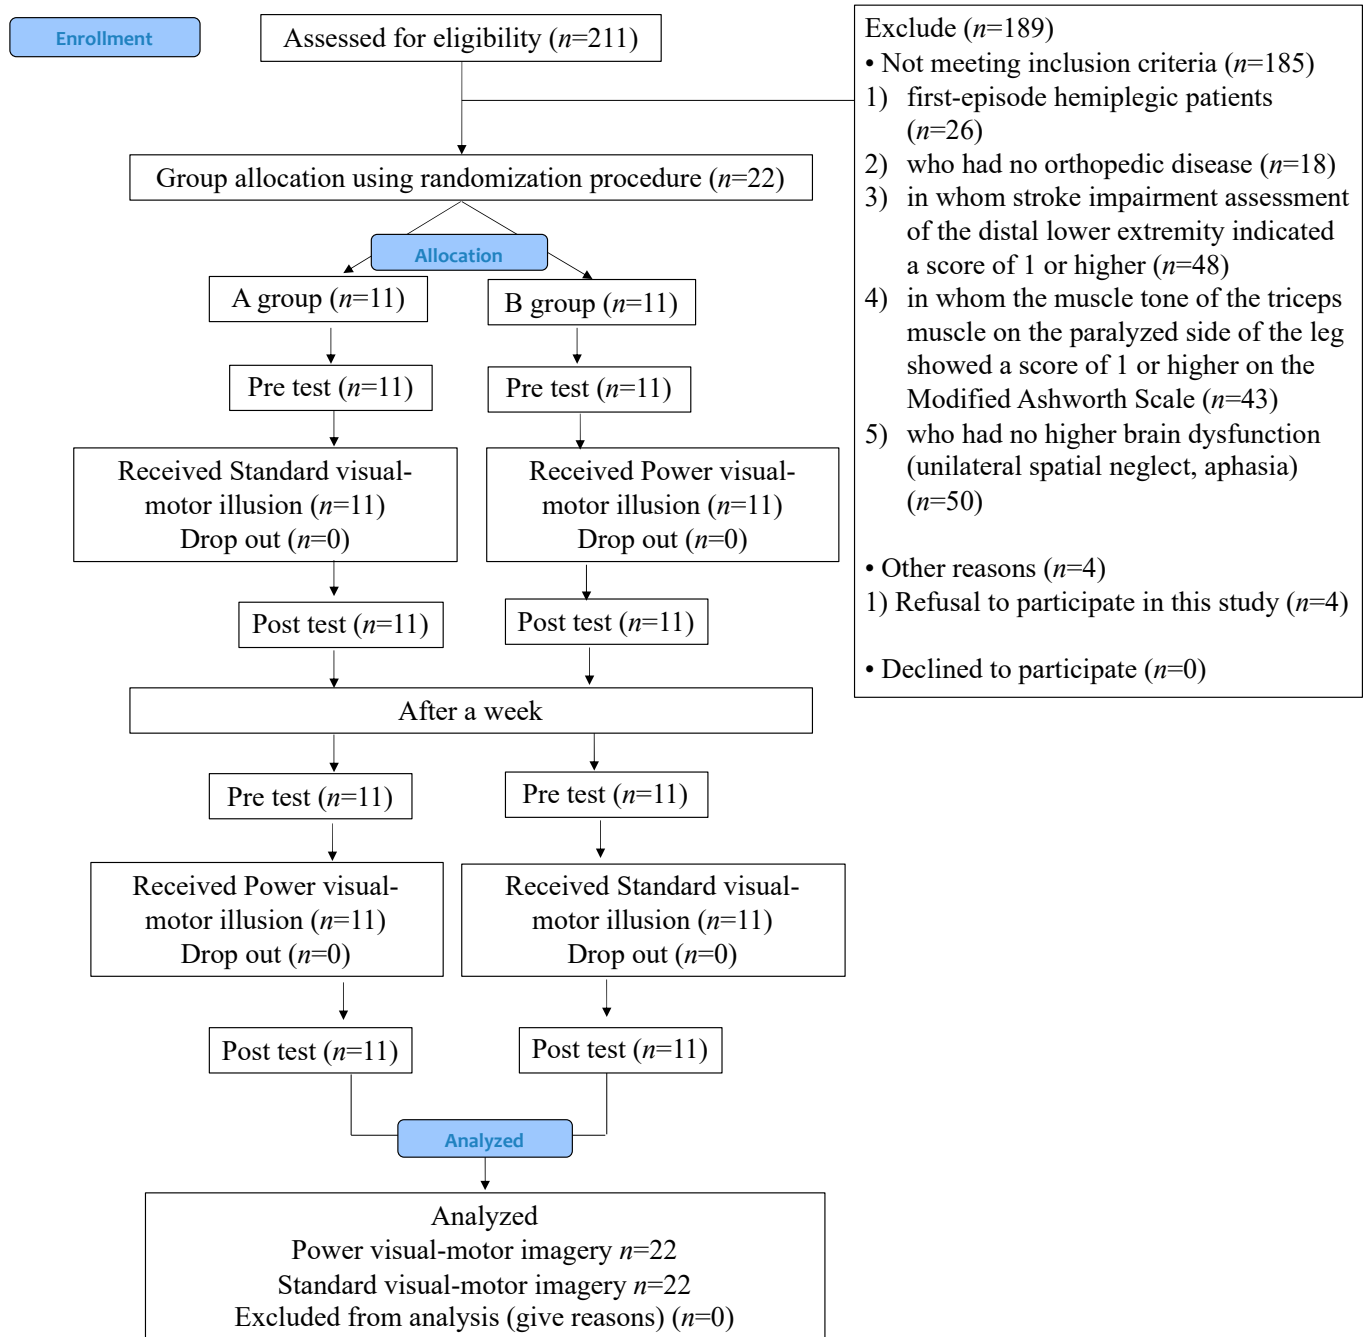 Enrollment
Assessed for eligibility (n=211)
Exclude (n=189)
• Not meeting inclusion criteria (n=185)
1) first-episode hemiplegic patients
(n=26)
2) who had no orthopedic disease (n=18)
3) in whom stroke impairment assessment
of the distal lower extremity indicated
a score of 1 or higher (n=48)
4) in whom the muscle tone of the triceps
muscle on the paralyzed side of the leg
showed a score of 1 or higher on the
Modified Ashworth Scale (n=43)
5) who had no higher brain dysfunction
(unilateral spatial neglect, aphasia)
(n=50)
• Other reasons (n=4)
1) Refusal to participate in this study (n=4)
• Declined to participate (n=0)
Group allocation using randomization procedure (n=22)
Allocation
A group (n=11)
B group (n=11)
Pre test (n=11)
Pre test (n=11)
Received Standard visual-
motor illusion (n=11)
Drop out (n=0)
Received Power visual-
motor illusion (n=11)
Drop out (n=0)
Post test (n=11)
Post test (n=11)
After a week
Pre test (n=11)
Pre test (n=11)
Received Power visual-
motor illusion (n=11)
Drop out (n=0)
Received Standard visual-
motor illusion (n=11)
Drop out (n=0)
Post test (n=11)
Post test (n=11)
Analyzed
Analyzed
Power visual-motor imagery n=22
Standard visual-motor imagery n=22
Excluded from analysis (give reasons) (n=0)